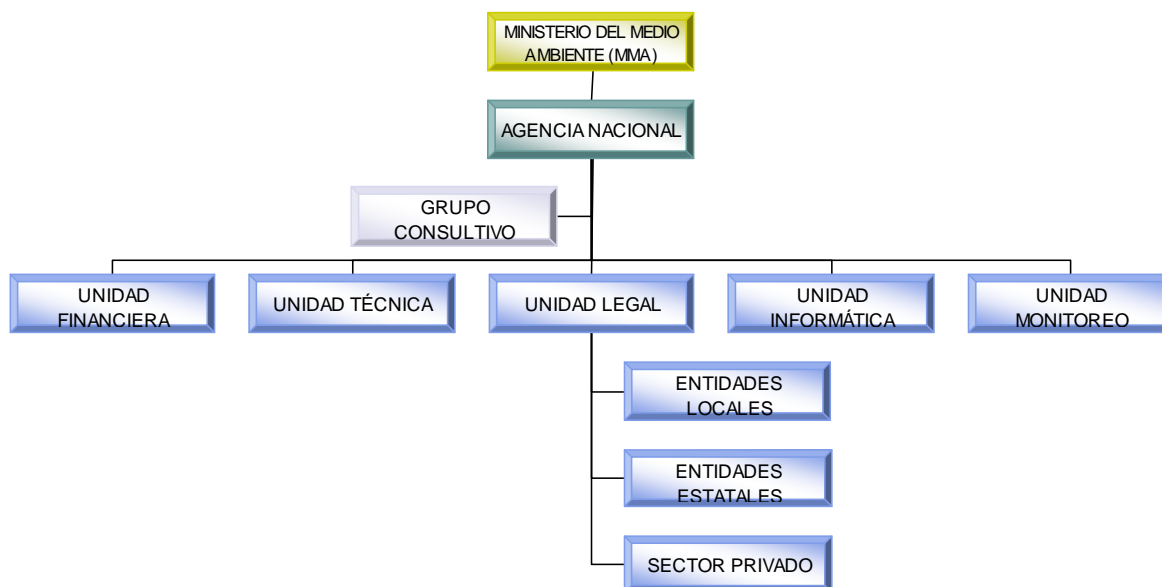 MINISTERIO DEL MEDIO
AMBIENTE (MMA)
AGENCIA NACIONAL
GRUPO
CONSULTIVO
UNIDAD
FINANCIERA
UNIDAD TÉCNICA
UNIDAD LEGAL
UNIDAD
INFORMÁTICA
UNIDAD
MONITOREO
ENTIDADES
LOCALES
ENTIDADES
ESTATALES
SECTOR PRIVADO